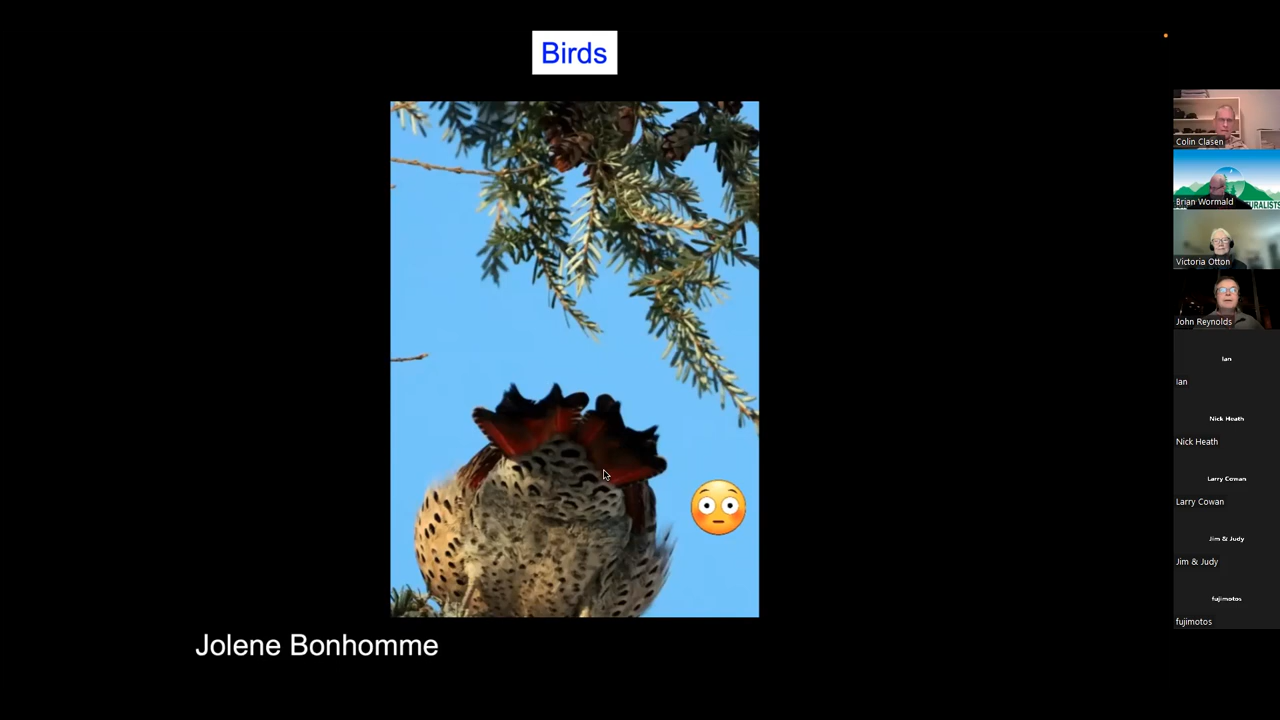 Birds
Colin Clasen
Brian Wormald
TURALISTS
Victoria Otton
John Reynolds
Ian
Ian
Nick Heath
Nick Heath
Larry Cowan
Larry Cowan
Jim & Judy
Jim & Judy
fujimotos
fujimotos
Jolene Bonhomme